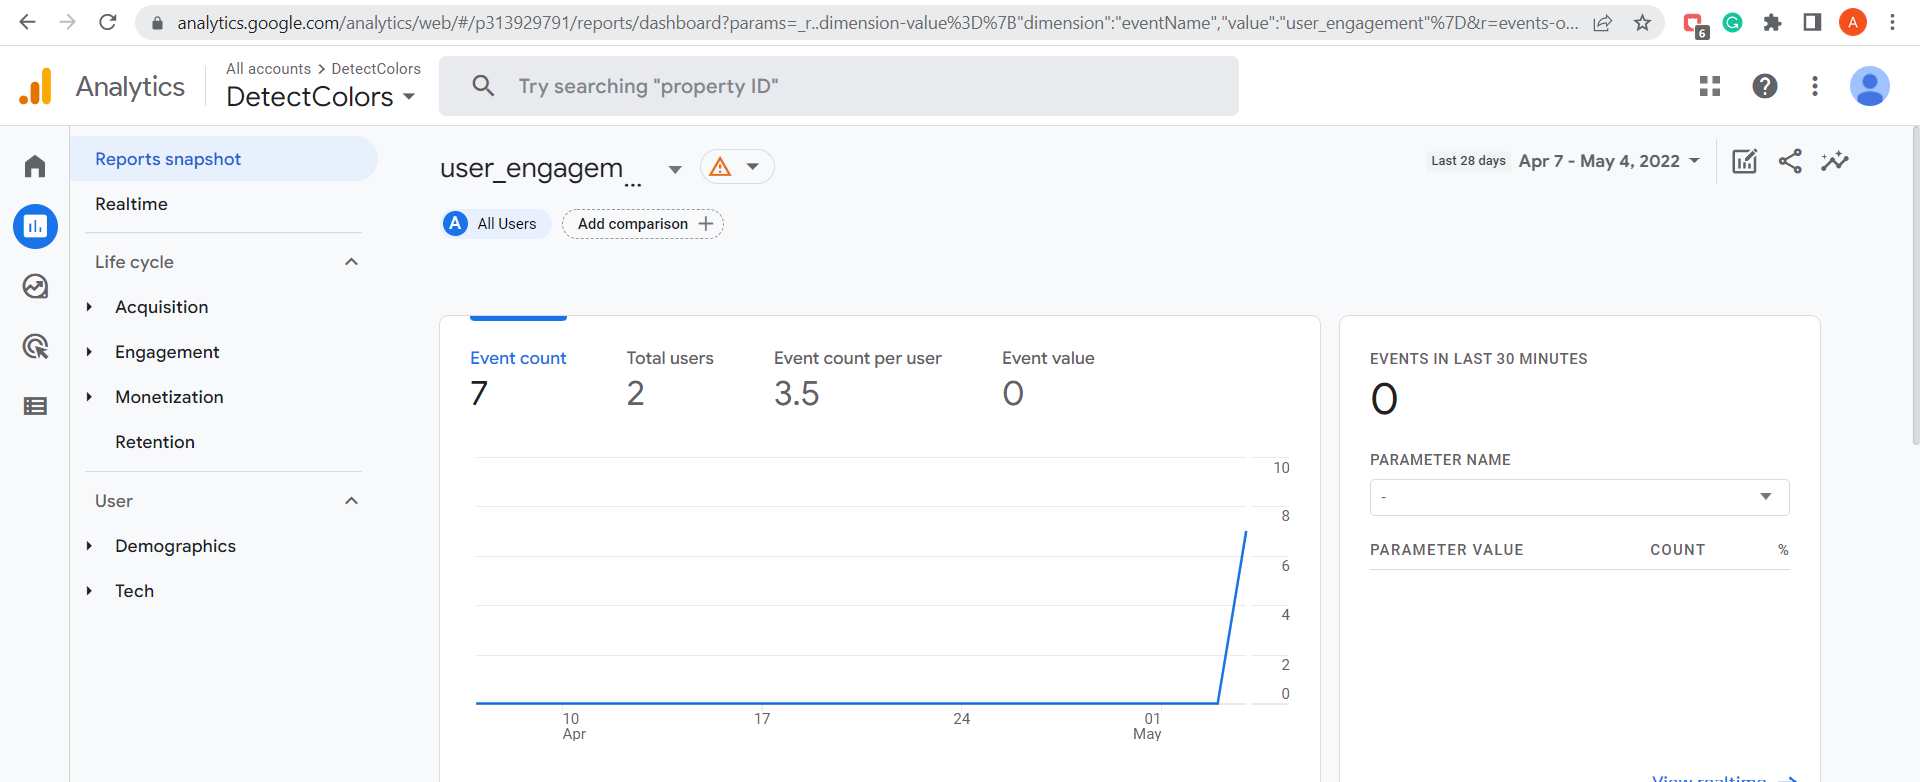 analytics.google.com/analytics/web/#/p313929791/reports/dashboard?params=_r..dimension-value%3D%7B"dimension":"eventName","value":"user_engagement"%7D&r=events-o...
6
A
Analytics
All accounts > DetectColors
DetectColors
Try searching "property ID"
Reports snapshot
Realtime
Life cycle
Acquisition
Engagement
Monetization
Retention
User
Demographics
Tech
user_engagem...
Last 28 days Apr 7 - May 4, 2022
A All Users
Add comparison +
Event count
7
Total users
2
Event count per user
3.5
Event value
0
10
8
6
4
2
0
10
Apr
17
24
01
May
EVENTS IN LAST 30 MINUTES
0
PARAMETER NAME
-
PARAMETER VALUE COUNT %
View realtime